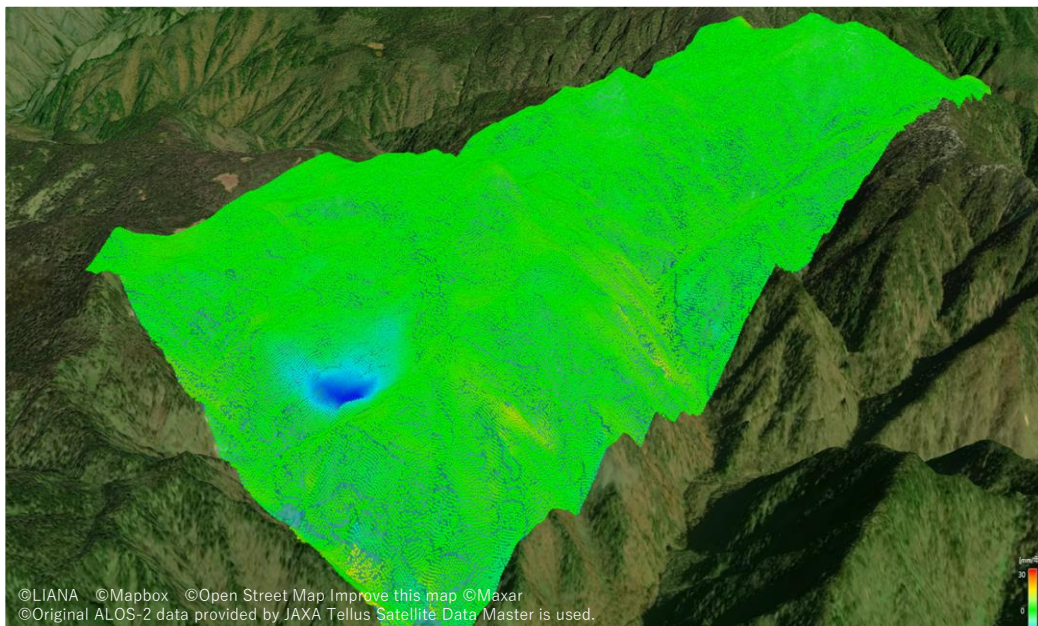 ©LIANA ©Mapbox ©Open Street Map Improve this map ©Maxar
©Original ALOS-2 data provided by JAXA Tellus Satellite Data Master is used.
30
0